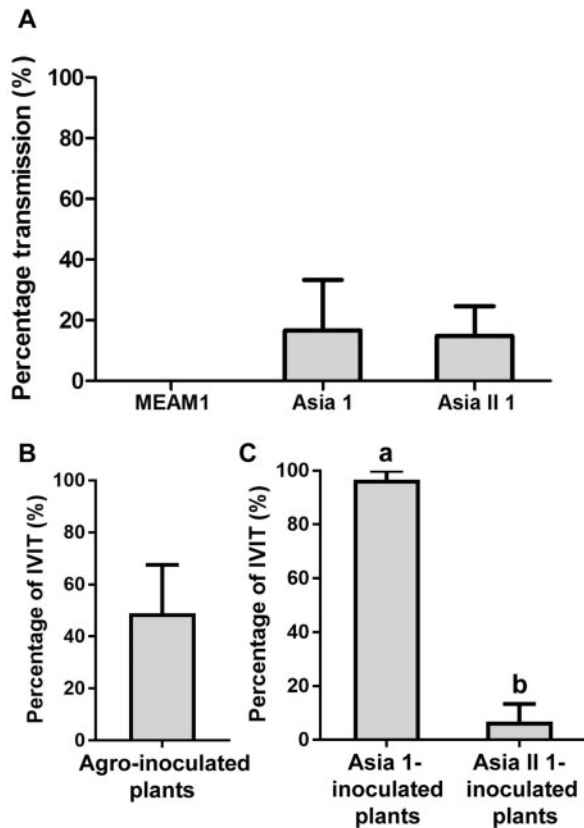 A
Percentage transmission (%)
100
80
60
40
20
0
MEAM1 Asia 1 Asia II 1
B
Percentage of IVIT (%)
100
80
60
40
20
0
Agro-inoculated
plants
C
Percentage of IVIT (%)
100
80
60
40
20
0
a
b
Asia 1-
inoculated
plants
Asia II 1-
inoculated
plants